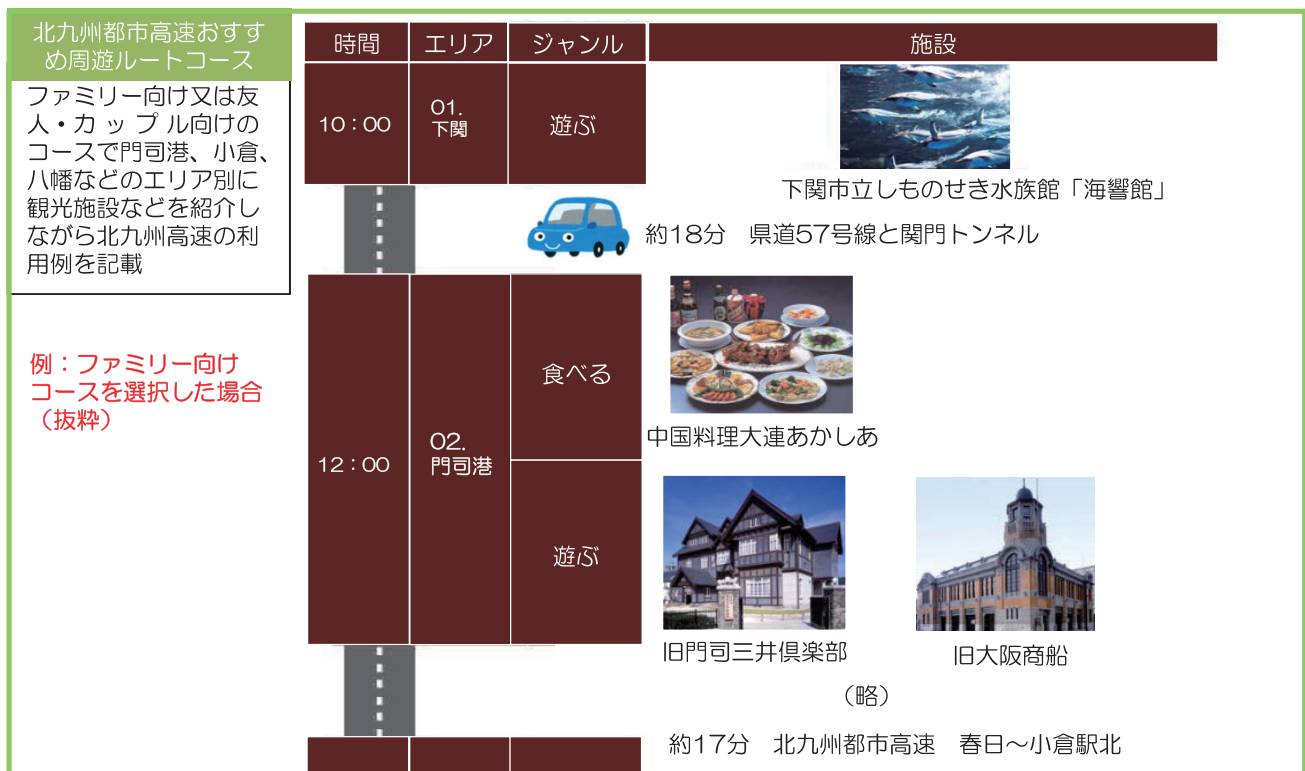 北九州都市高速おすす
め周遊ルートコース
ファミリー向け又は友
人・カップル向けの
コースで門司港、小倉、
八幡などのエリア別に
観光施設などを紹介し
ながら北九州高速の利
用例を記載
例：ファミリー向け
コースを選択した場合
（抜粋）
時間 エリア ジャンル 施設
10：00
01.
下関
遊ぶ
下関市立しものせき水族館「海響館」
約18分　県道57号線と関門トンネル
12：00
02.
門司港
食べる
中国料理大連あかしあ
遊ぶ
旧門司三井倶楽部
旧大阪商船
（略）
約17分　北九州都市高速　春日～小倉駅北